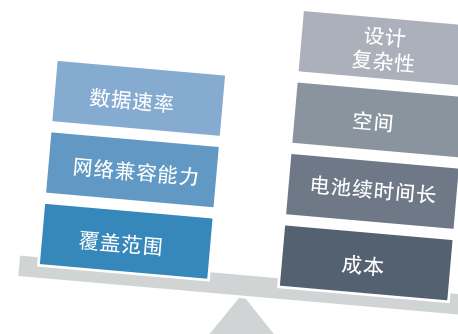 数据速率
网络兼容能力
覆盖范围
设计
复杂性
空间
电池续时间长
成本